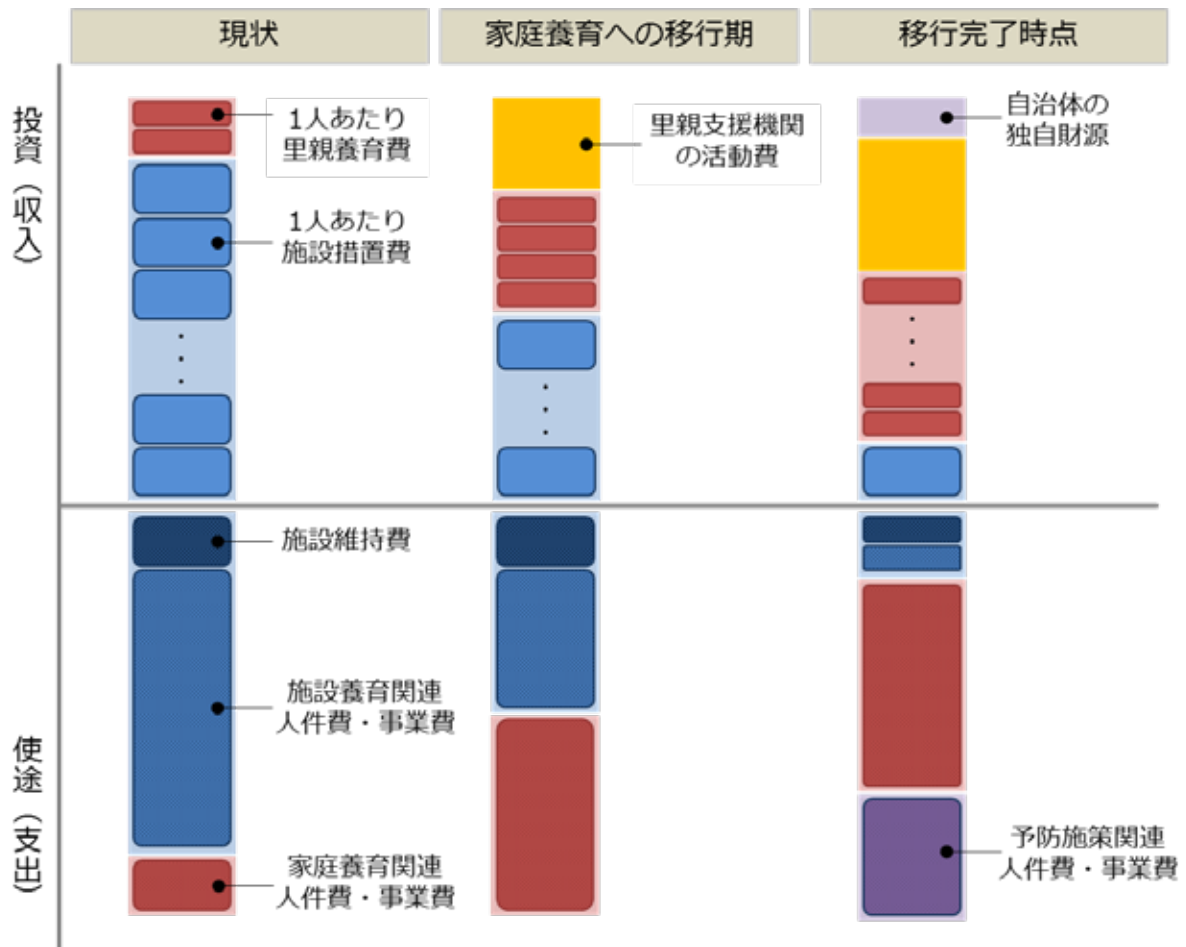 現状
家庭養育への移行期
移行完了時点
投資（収入）
1人あたり
里親養育費
1人あたり
施設措置費
里親支援機関
の活動費
自治体の
独自財源
使途（支出）
施設維持費
施設養育関連
人件費・事業費
家庭養育関連
人件費・事業費
予防施策関連
人件費・事業費